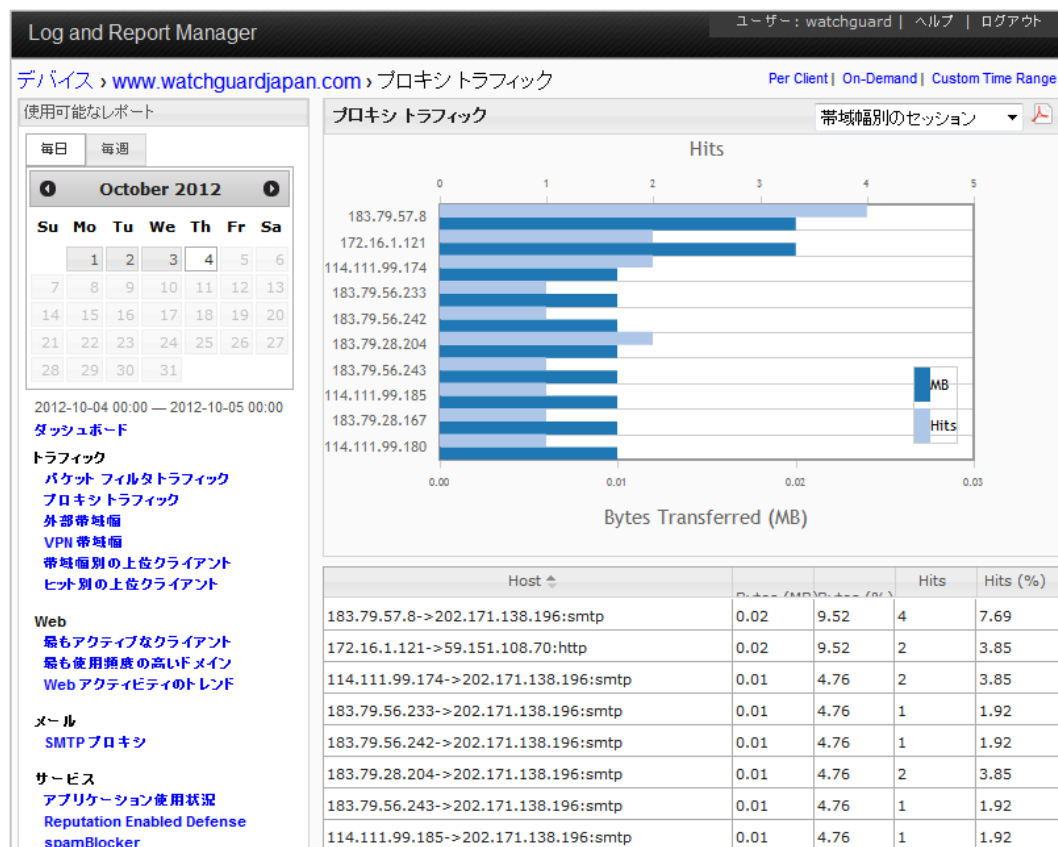 Log and Report Manager
ユーザー: watchguard | ヘルプ | ログアウト
デバイス › www.watchguardjapan.com › プロキシトラフィック
Per Client | On-Demand | Custom Time Range
使用可能なレポート
毎日 毎週
October 2012
Su Mo Tu We Th Fr Sa
1 2 3 4 5 6
7 8 9 10 11 12 13
14 15 16 17 18 19 20
21 22 23 24 25 26 27
28 29 30 31
2012-10-04 00:00 — 2012-10-05 00:00
ダッシュボード
トラフィック
パケット フィルタトラフィック
プロキシトラフィック
外部帯域幅
VPN 帯域幅
帯域幅別の上位クライアント
ヒット別の上位クライアント
Web
最もアクティブなクライアント
最も使用頻度の高いドメイン
Web アクティビティのトレンド
メール
SMTP プロキシ
サービス
アプリケーション使用状況
Reputation Enabled Defense
spamBlocker
プロキシ トラフィック
帯域幅別のセッション
Hits
0 1 2 3 4 5
183.79.57.8
172.16.1.121
114.111.99.174
183.79.56.233
183.79.56.242
183.79.28.204
183.79.56.243
114.111.99.185
183.79.28.167
114.111.99.180
MB
Hits
0.00 0.01 0.02 0.03
Bytes Transferred (MB)
Host Bytes (MB) Bytes (%) Hits Hits (%)
183.79.57.8->202.171.138.196:smtp 0.02 9.52 4 7.69
172.16.1.121->59.151.108.70:http 0.02 9.52 2 3.85
114.111.99.174->202.171.138.196:smtp 0.01 4.76 2 3.85
183.79.56.233->202.171.138.196:smtp 0.01 4.76 1 1.92
183.79.56.242->202.171.138.196:smtp 0.01 4.76 1 1.92
183.79.28.204->202.171.138.196:smtp 0.01 4.76 2 3.85
183.79.56.243->202.171.138.196:smtp 0.01 4.76 1 1.92
114.111.99.185->202.171.138.196:smtp 0.01 4.76 1 1.92